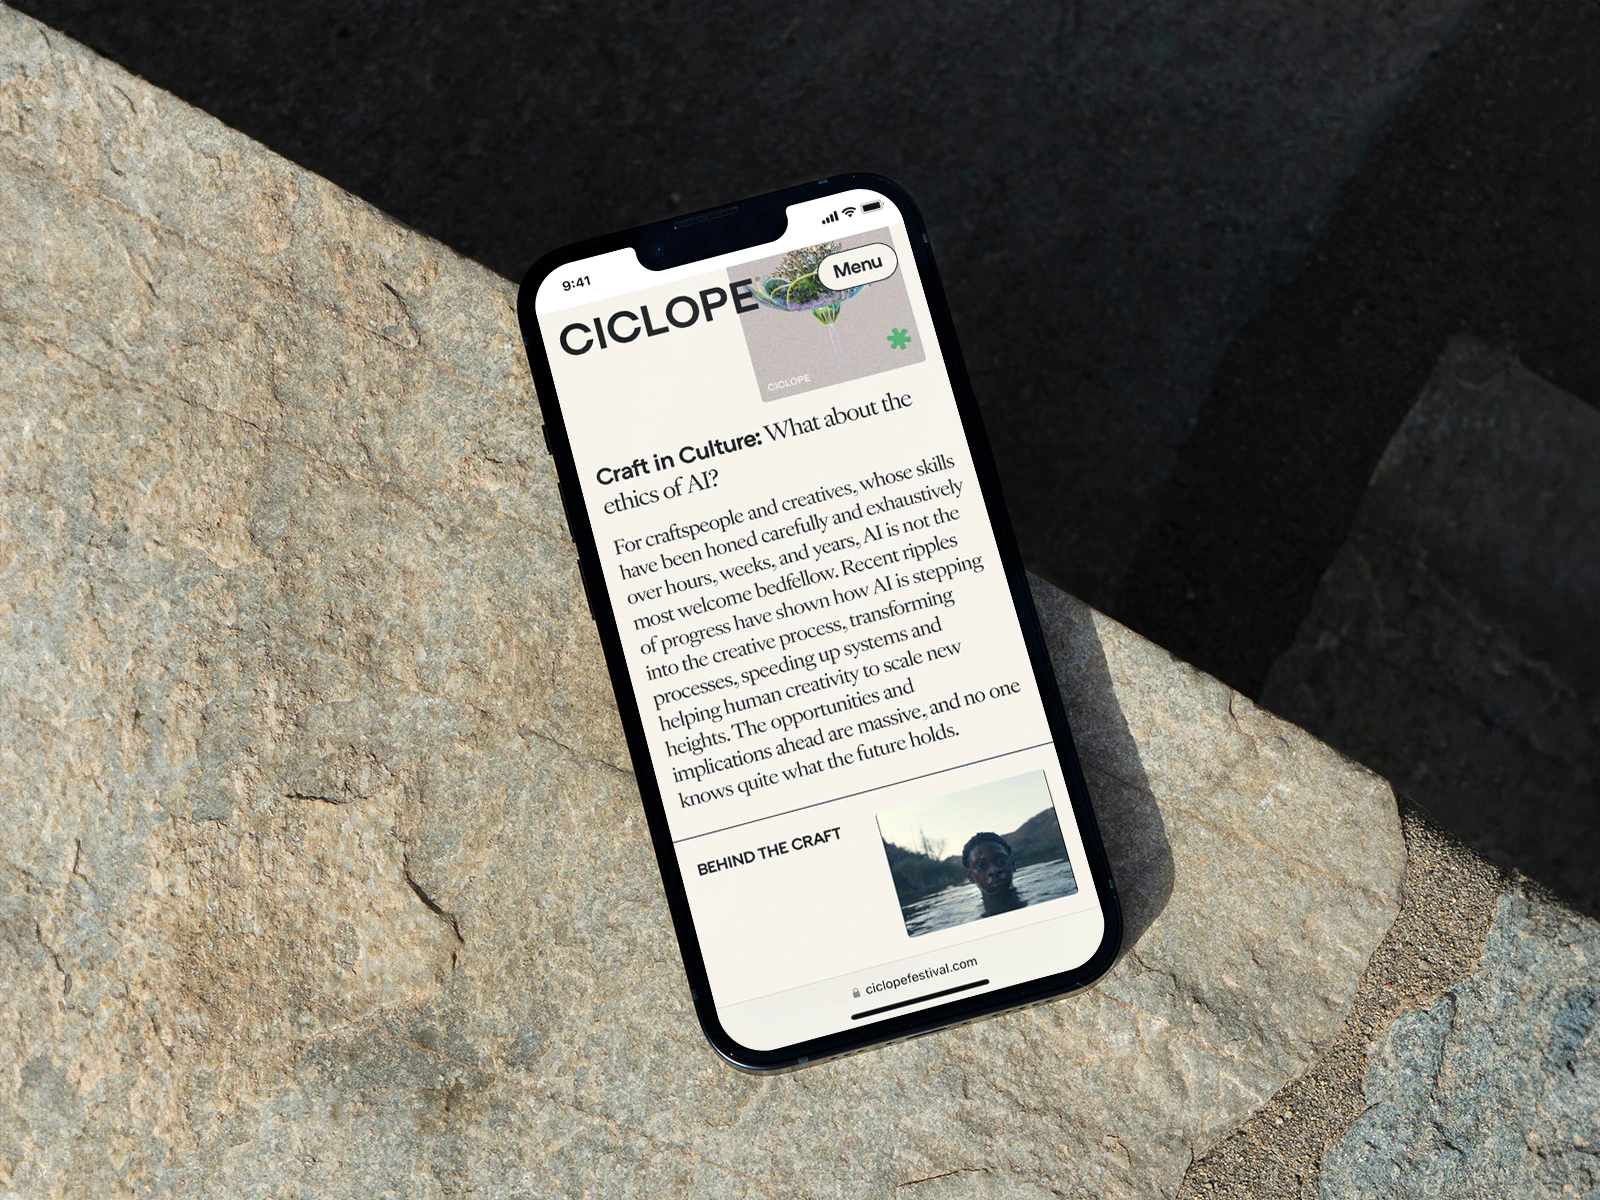 9:41
CICLOPE
Menu
CICLOPE
Craft in Culture: What about the
ethics of AI?
For craftspeople and creatives, whose skills
have been honed carefully and exhaustively
over hours, weeks, and years, AI is not the
most welcome bedfellow. Recent ripples
of progress have shown how AI is stepping
into the creative process, transforming
processes, speeding up systems and
helping human creativity to scale new
heights. The opportunities and
implications ahead are massive, and no one
knows quite what the future holds.
BEHIND THE CRAFT
ciclopefestival.com